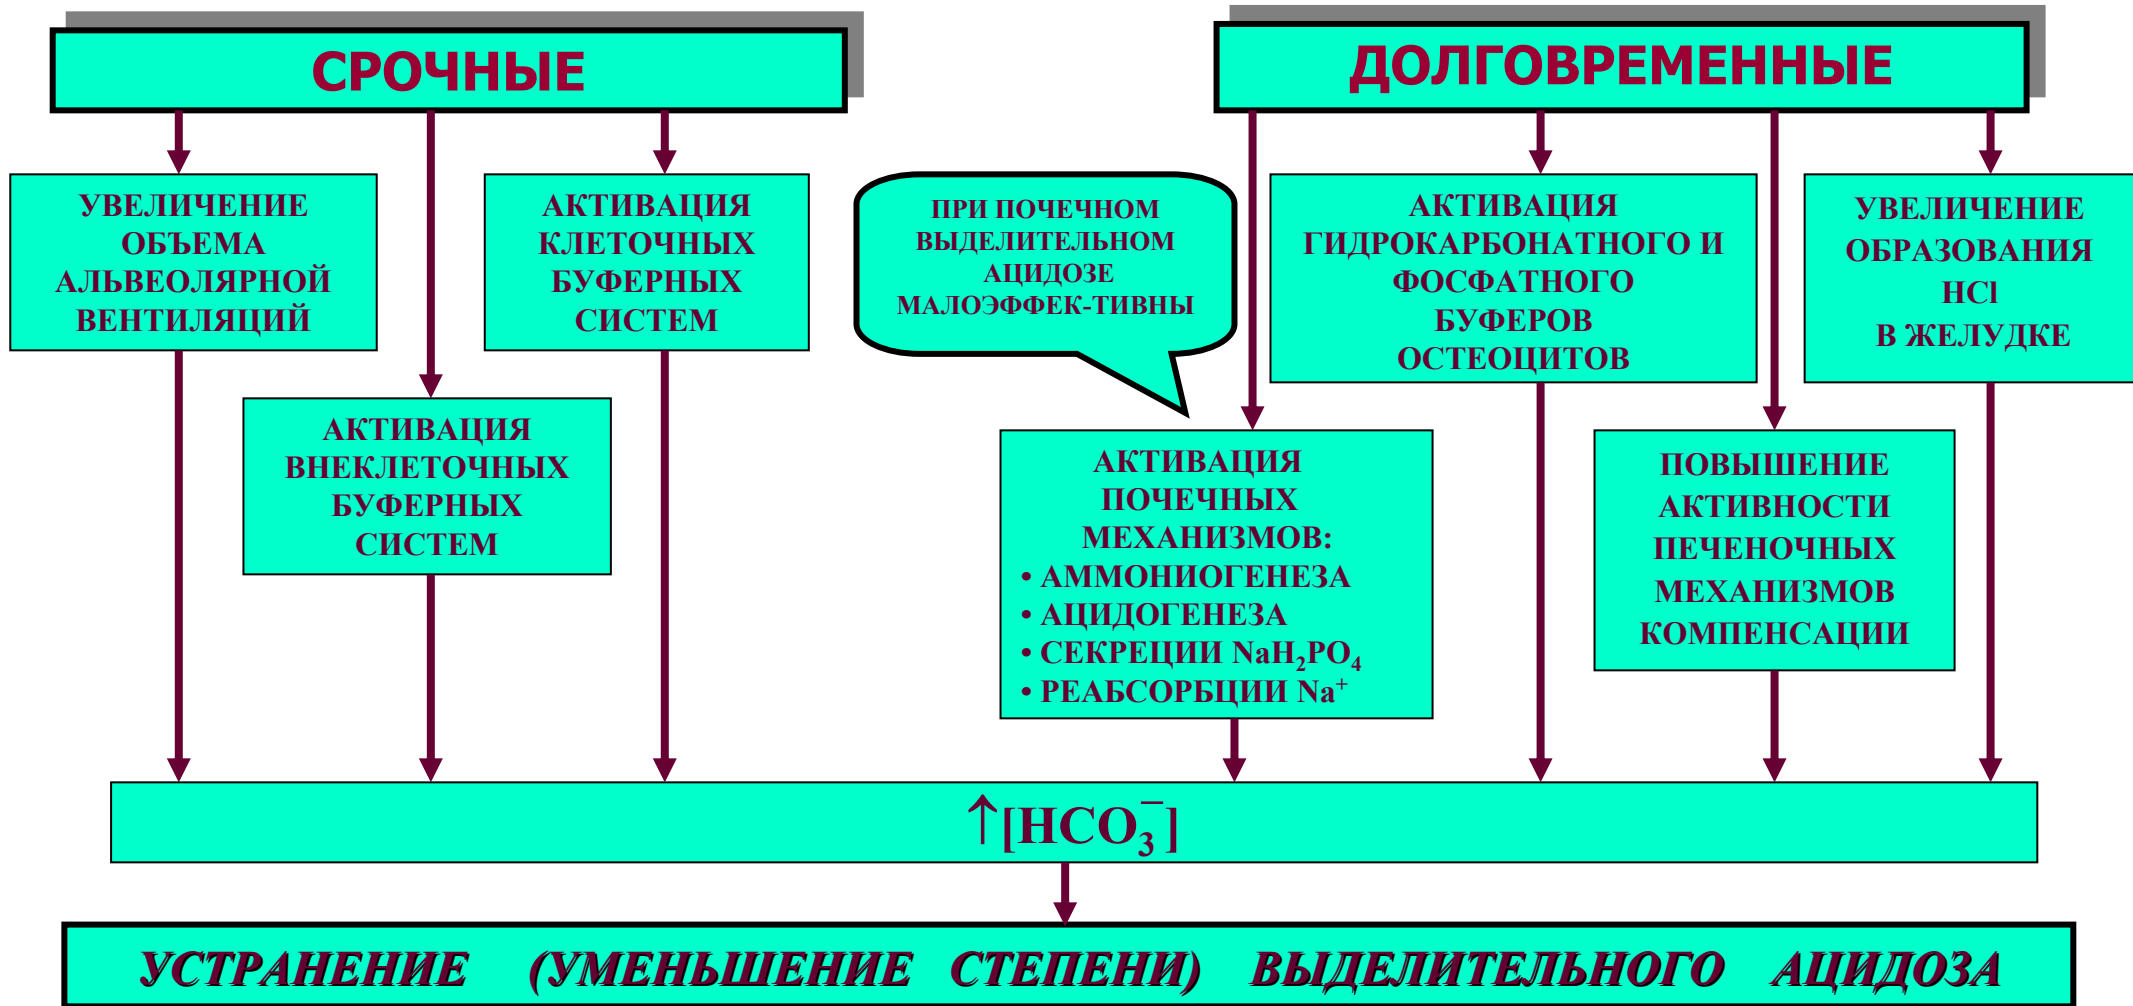 СРОЧНЫЕ
ДОЛГОВРЕМЕННЫЕ
УВЕЛИЧЕНИЕ
ОБЪЕМА
АЛЬВЕОЛЯРНОЙ
ВЕНТИЛЯЦИЙ
АКТИВАЦИЯ
КЛЕТОЧНЫХ
БУФЕРНЫХ
СИСТЕМ
АКТИВАЦИЯ
ВНЕКЛЕТОЧНЫХ
БУФЕРНЫХ
СИСТЕМ
ПРИ ПОЧЕЧНОМ
ВЫДЕЛИТЕЛЬНОМ
АЦИДОЗЕ
МАЛОЭФФЕК-ТИВНЫ
АКТИВАЦИЯ
ПОЧЕЧНЫХ
МЕХАНИЗМОВ:
• АММОНИОГЕНЕЗА
• АЦИДОГЕНЕЗА
• СЕКРЕЦИИ NaH₂PO₄
• РЕАБСОРБЦИИ Na⁺
АКТИВАЦИЯ
ГИДРОКАРБОНАТНОГО И
ФОСФАТНОГО
БУФЕРОВ
ОСТЕОЦИТОВ
ПОВЫШЕНИЕ
АКТИВНОСТИ
ПЕЧЕНОЧНЫХ
МЕХАНИЗМОВ
КОМПЕНСАЦИИ
УВЕЛИЧЕНИЕ
ОБРАЗОВАНИЯ
HCl
В ЖЕЛУДКЕ
↑[HCO₃⁻]
УСТРАНЕНИЕ (УМЕНЬШЕНИЕ СТЕПЕНИ) ВЫДЕЛИТЕЛЬНОГО АЦИДОЗА